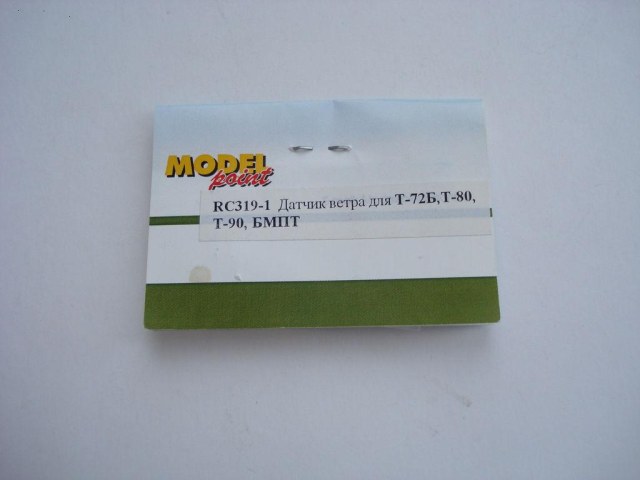 MODEL
point
RC319-1 Датчик ветра для Т-72Б,Т-80,
Т-90, БМПТ